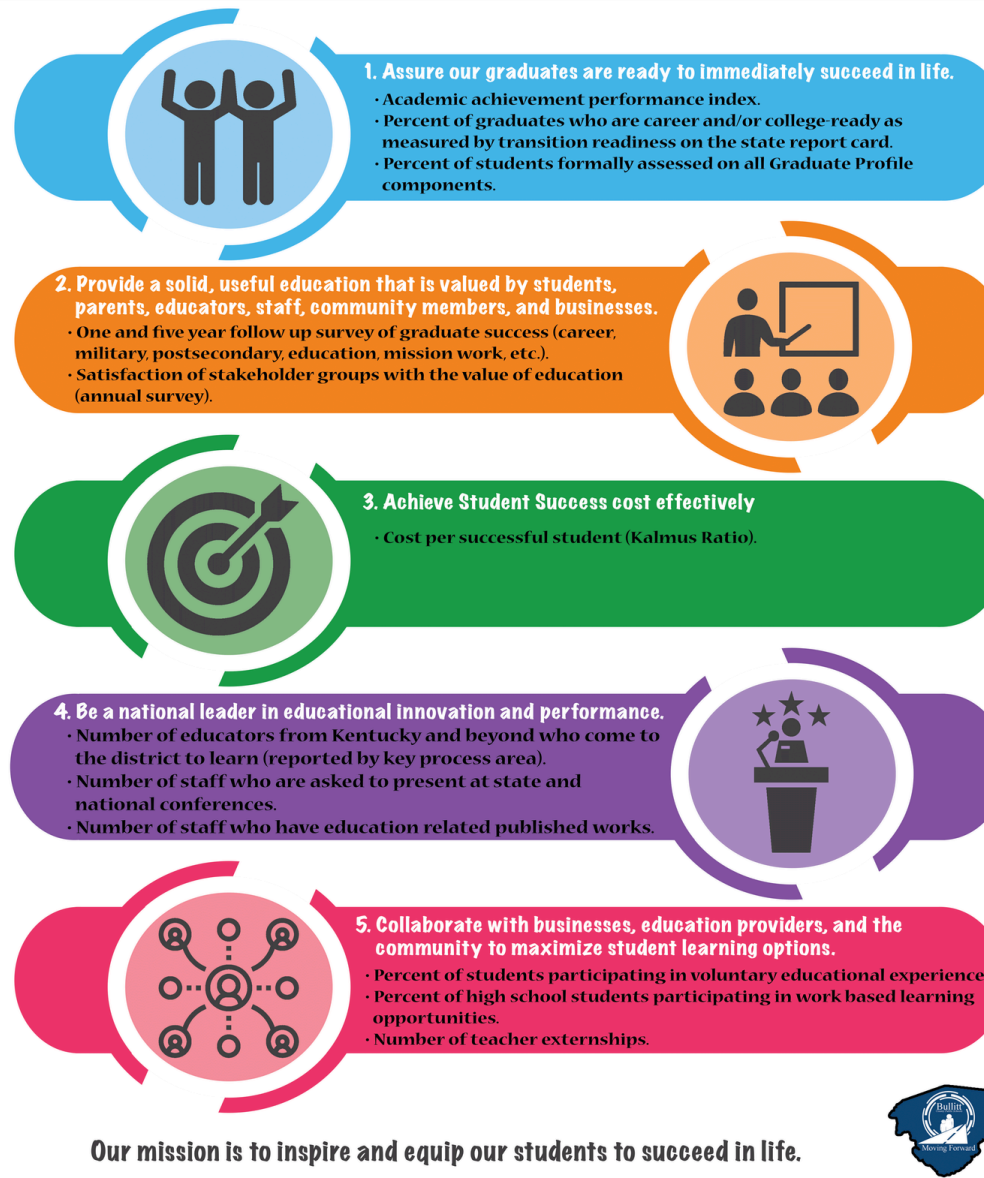 1. Assure our graduates are ready to immediately succeed in life.
· Academic achievement performance index.
· Percent of graduates who are career and/or college-ready as
measured by transition readiness on the state report card.
· Percent of students formally assessed on all Graduate Profile
components.
2. Provide a solid, useful education that is valued by students,
parents, educators, staff, community members, and businesses.
· One and five year follow up survey of graduate success (career,
military, postsecondary, education, mission work, etc.).
· Satisfaction of stakeholder groups with the value of education
(annual survey).
3. Achieve Student Success cost effectively
· Cost per successful student (Kalmus Ratio).
4. Be a national leader in educational innovation and performance.
· Number of educators from Kentucky and beyond who come to
the district to learn (reported by key process area).
· Number of staff who are asked to present at state and
national conferences.
· Number of staff who have education related published works.
5. Collaborate with businesses, education providers, and the
community to maximize student learning options.
· Percent of students participating in voluntary educational experience
· Percent of high school students participating in work based learning
opportunities.
· Number of teacher externships.
Bullitt
Moving Forward
Our mission is to inspire and equip our students to succeed in life.